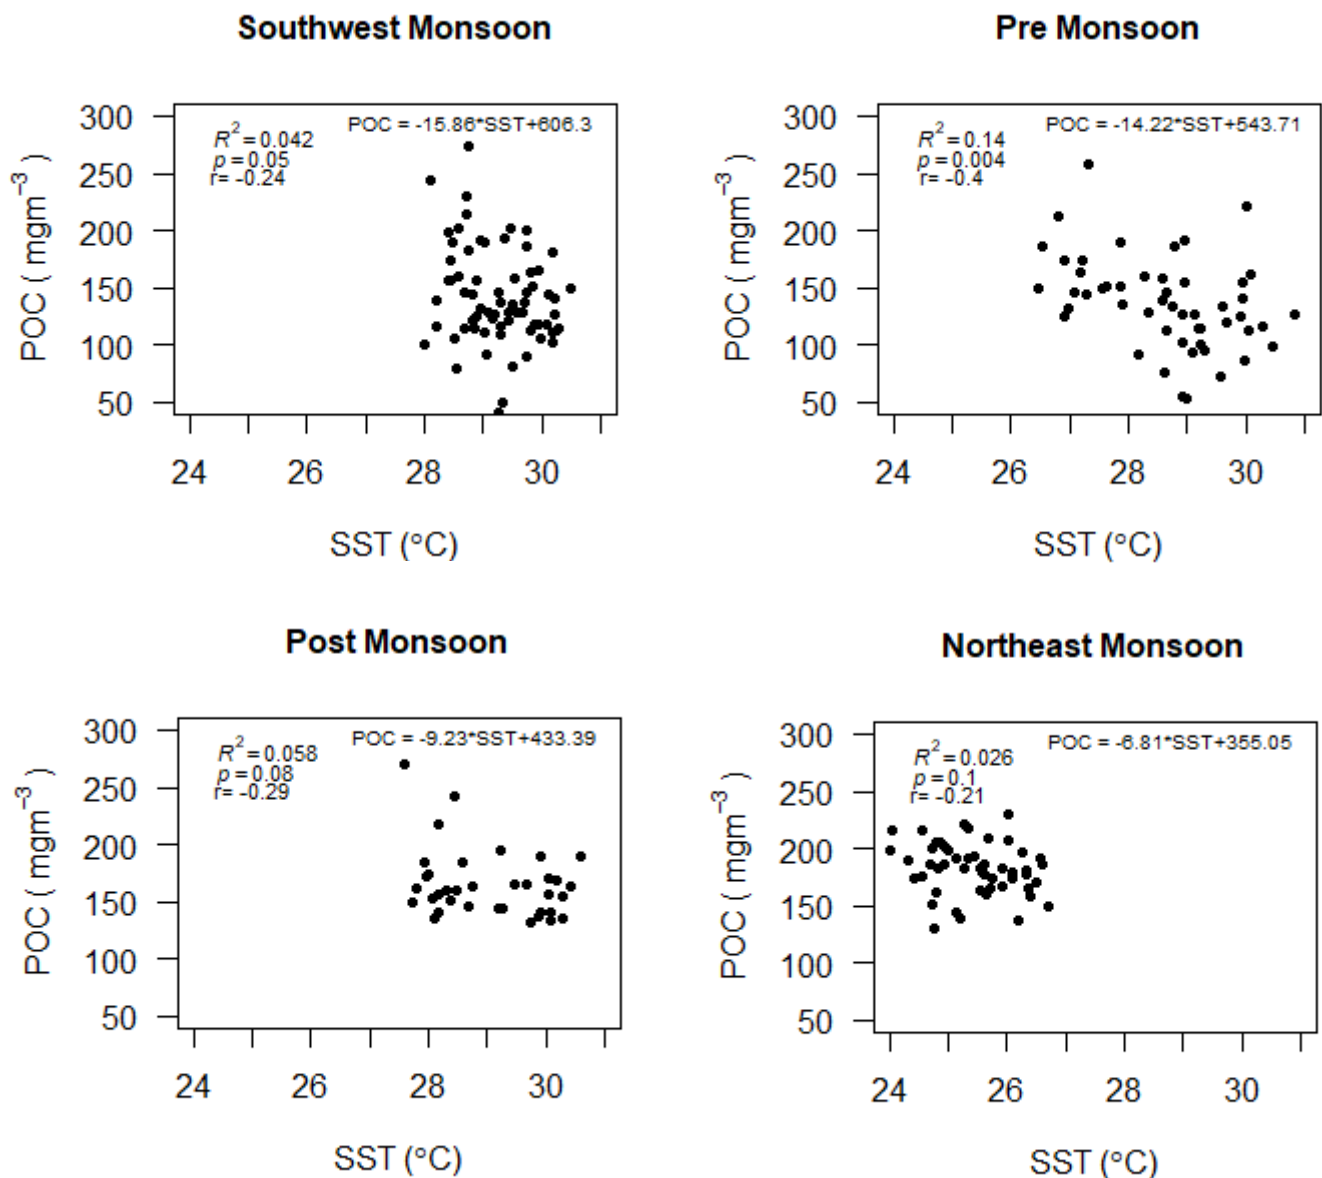 Southwest Monsoon
POC ( mgm⁻³ )
300
250
200
150
100
50
R² = 0.042
p = 0.05
r= -0.24
POC = -15.86*SST+606.3
24 26 28 30
SST (°C)
Pre Monsoon
POC ( mgm⁻³ )
300
250
200
150
100
50
R² = 0.14
p = 0.004
r= -0.4
POC = -14.22*SST+543.71
24 26 28 30
SST (°C)
Post Monsoon
POC ( mgm⁻³ )
300
250
200
150
100
50
R² = 0.058
p = 0.08
r= -0.29
POC = -9.23*SST+433.39
24 26 28 30
SST (°C)
Northeast Monsoon
POC ( mgm⁻³ )
300
250
200
150
100
50
R² = 0.026
p = 0.1
r= -0.21
POC = -6.81*SST+355.05
24 26 28 30
SST (°C)